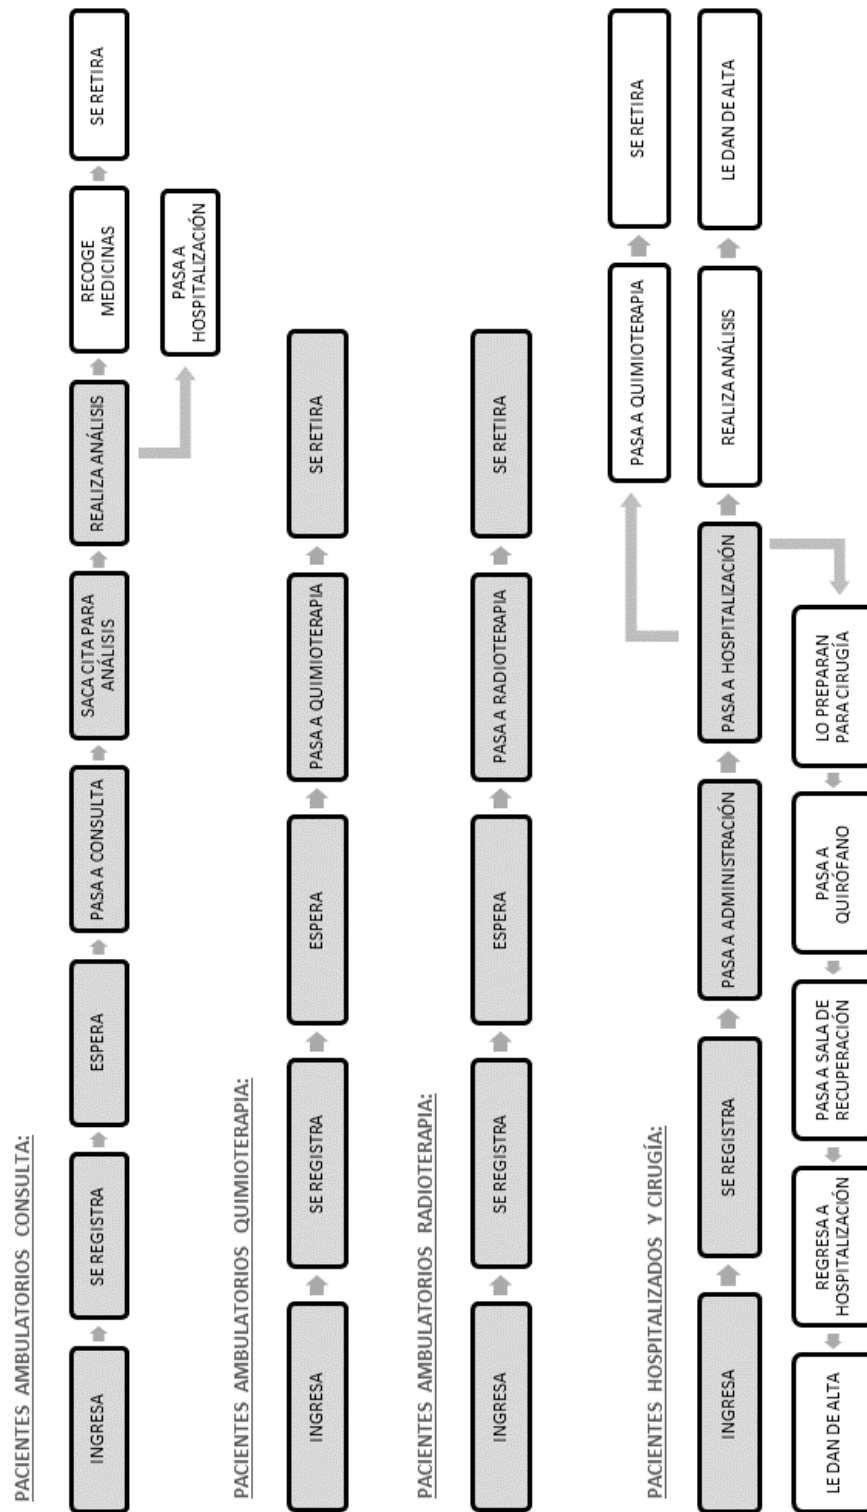 PACIENTES AMBULATORIOS CONSULTA:
INGRESA
SE REGISTRA
ESPERA
PASA A CONSULTA
SACA CITA PARA
ANÁLISIS
REALIZA ANÁLISIS
RECOGE
MEDICINAS
SE RETIRA
PASA A
HOSPITALIZACIÓN
PACIENTES AMBULATORIOS QUIMIOTERAPIA:
INGRESA
SE REGISTRA
ESPERA
PASA A QUIMIOTERAPIA
SE RETIRA
PACIENTES AMBULATORIOS RADIOTERAPIA:
INGRESA
SE REGISTRA
ESPERA
PASA A RADIOTERAPIA
SE RETIRA
PACIENTES HOSPITALIZADOS Y CIRUGÍA:
PASA A QUIMIOTERAPIA
SE RETIRA
INGRESA
SE REGISTRA
PASA A ADMINISTRACIÓN
PASA A HOSPITALIZACIÓN
REALIZA ANÁLISIS
LE DAN DE ALTA
LO PREPARAN
PARA CIRUGÍA
PASA A
QUIRÓFANO
PASA A SALA DE
RECUPERACIÓN
REGRESA A
HOSPITALIZACIÓN
LE DAN DE ALTA